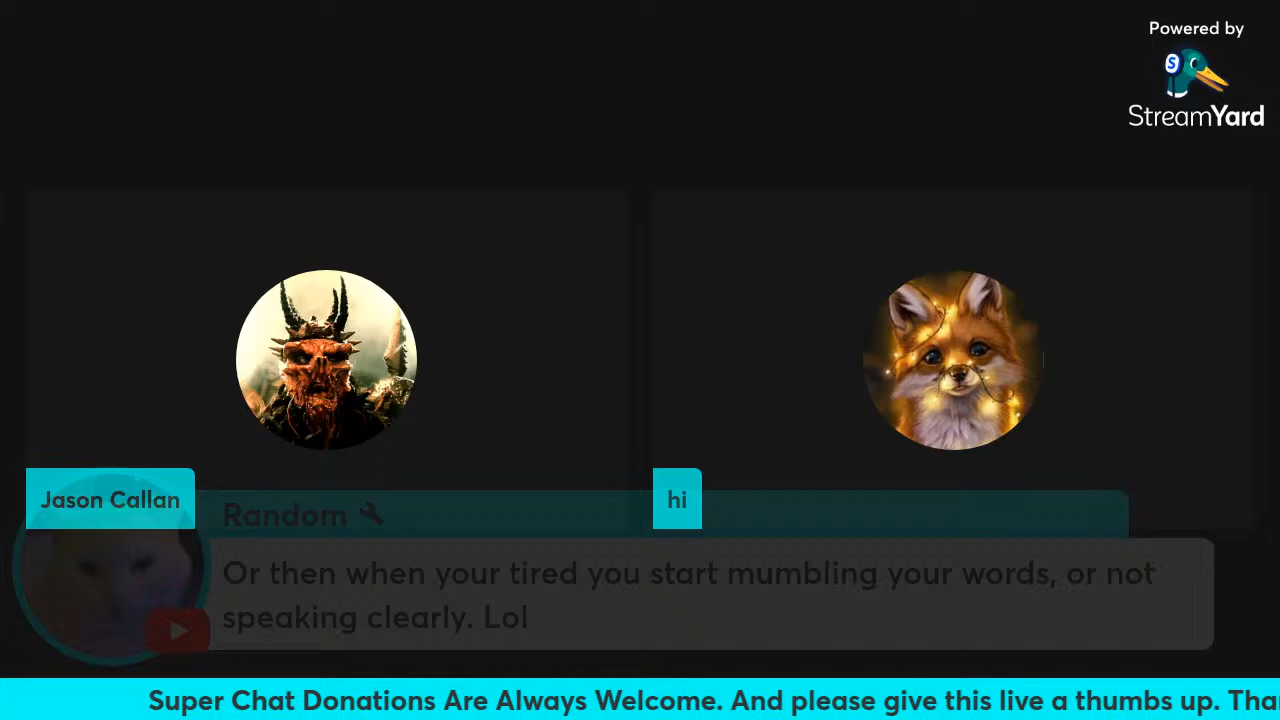 Powered by
S
StreamYard
Jason Callan
hi
Random
Or then when your tired you start mumbling your words, or not
speaking clearly. Lol
Super Chat Donations Are Always Welcome. And please give this live a thumbs up. Tha